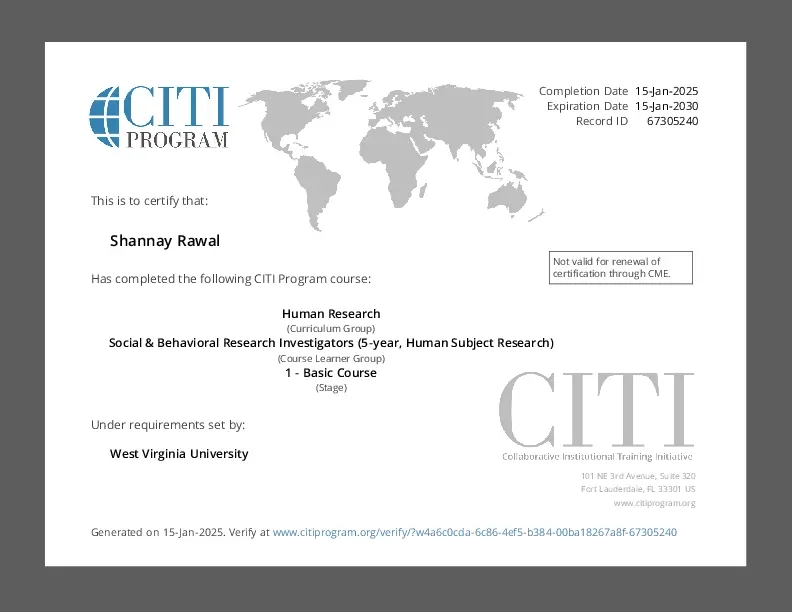 CITI
PROGRAM
Completion Date 15-Jan-2025
Expiration Date 15-Jan-2030
Record ID 67305240
This is to certify that:
Shannay Rawal
Not valid for renewal of
certification through CME.
Has completed the following CITI Program course:
Human Research
(Curriculum Group)
Social & Behavioral Research Investigators (5-year, Human Subject Research)
(Course Learner Group)
1 - Basic Course
(Stage)
Under requirements set by:
West Virginia University
CITI
Collaborative Institutional Training Initiative
101 NE 3rd Avenue, Suite 320
Fort Lauderdale, FL 33301 US
www.citiprogram.org
Generated on 15-Jan-2025. Verify at www.citiprogram.org/verify/?w4a6c0cda-6c86-4ef5-b384-00ba18267a8f-67305240